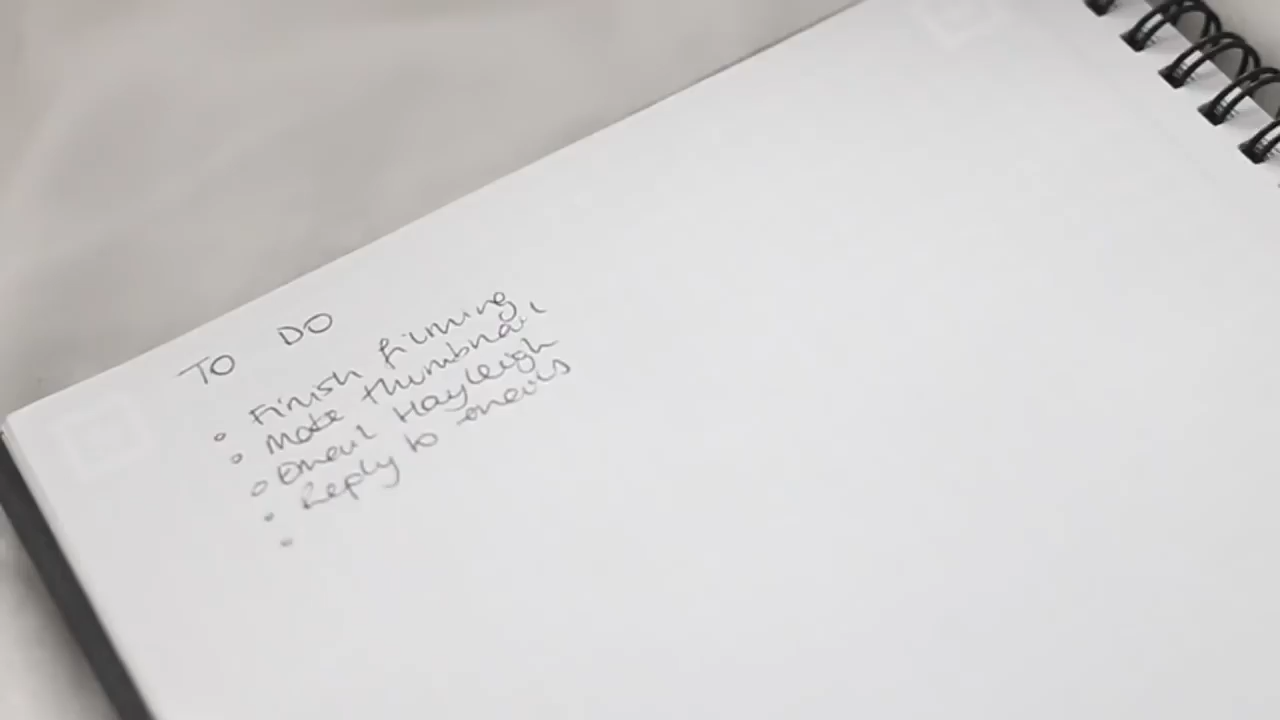 TO DO
• Finish filming
• Make thumbnail
• Email Hayleigh
• Reply to emails
•